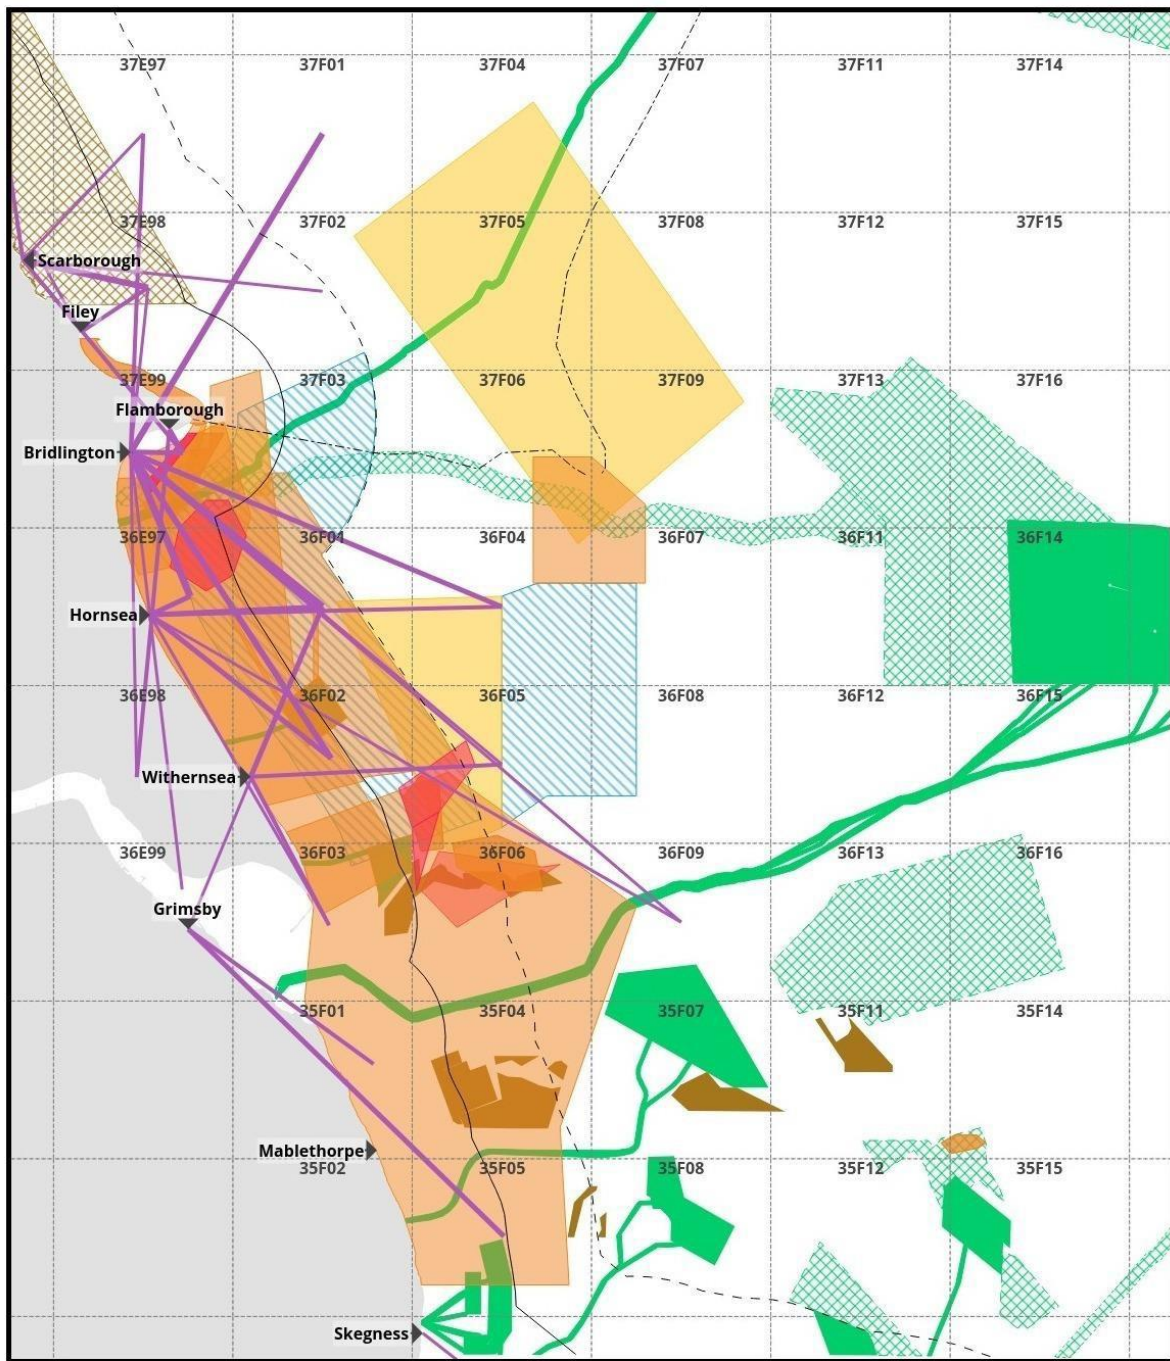 37E97 37F01 37F04 37F07 37F11 37F14
37E98 37F02 37F05 37F08 37F12 37F15
Scarborough
Filey
37E99 37F03 37F06 37F09 37F13 37F16
Flamborough
Bridlington
36E97 36F01 36F04 36F07 36F11 36F14
Hornsea
36E98 36F02 36F05 36F08 36F12 36F15
Withernsea
36E99 36F03 36F06 36F09 36F13 36F16
Grimsby
35F01 35F04 35F07 35F11 35F14
Mablethorpe
35F02 35F05 35F08 35F12 35F15
Skegness